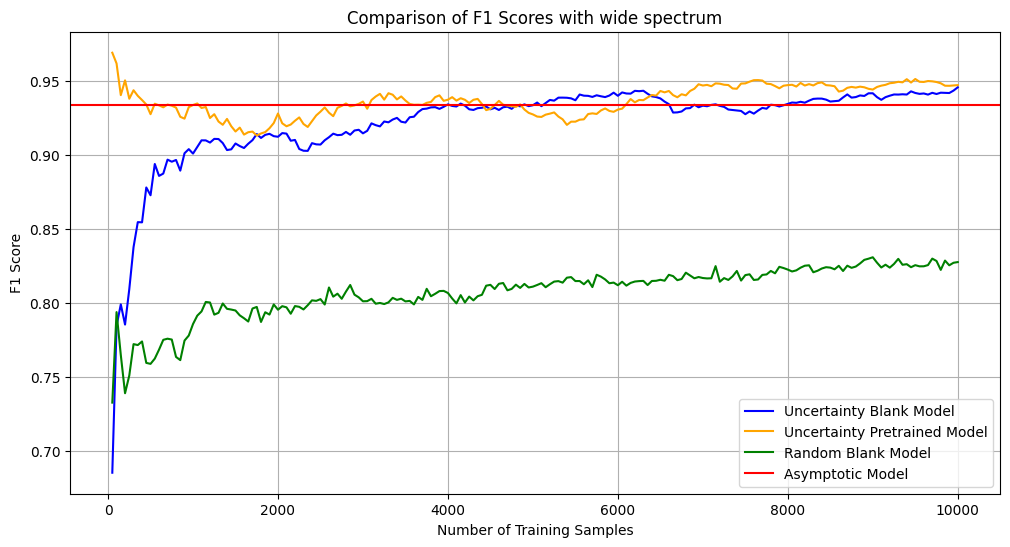 Comparison of F1 Scores with wide spectrum
F1 Score
0.95
0.90
0.85
0.80
0.75
0.70
0
2000
4000
6000
8000
10000
Number of Training Samples
Uncertainty Blank Model
Uncertainty Pretrained Model
Random Blank Model
Asymptotic Model